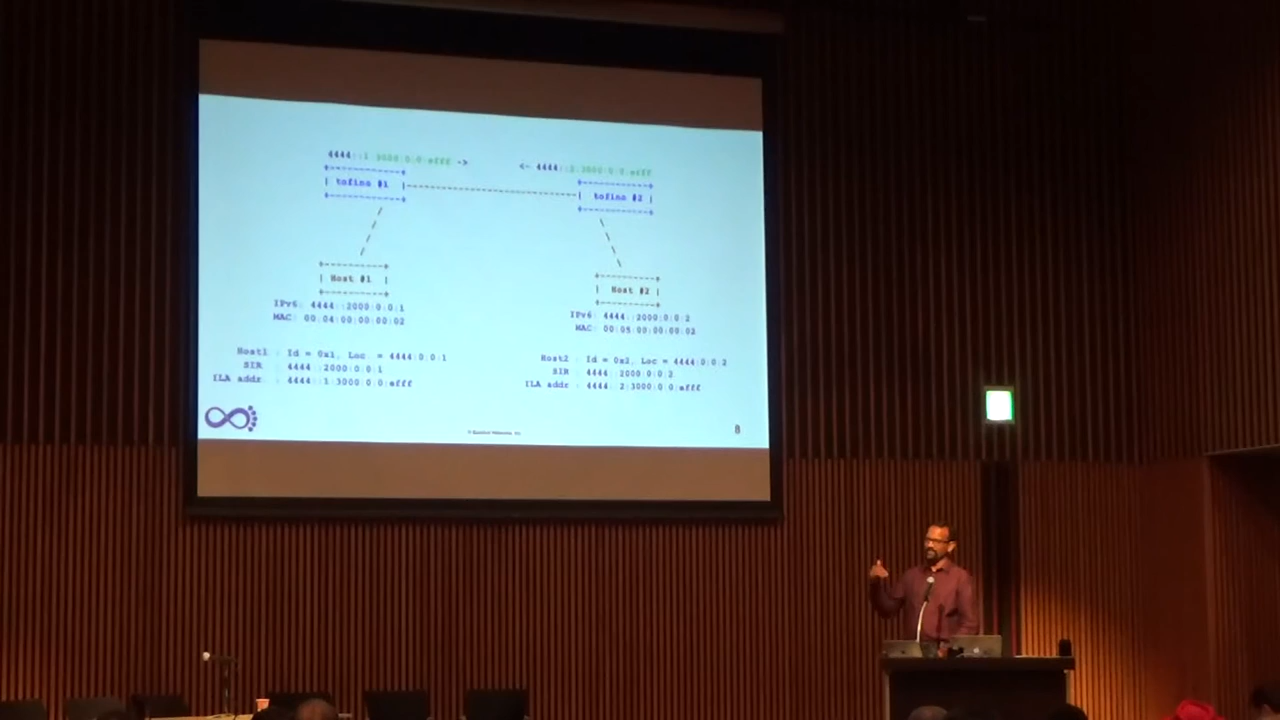 4444::1:3000:0:0:efff ->
<- 4444::2:3000:0:0:efff
| tofino #1 |
| tofino #2 |
| Host #1 |
| Host #2 |
IPv6: 4444::2000:0:0:1
MAC: 00:04:00:00:00:02
IPv6: 4444::2000:0:0:2
MAC: 00:05:00:00:00:02
Host1 : Id = 0x1, Loc. = 4444:0:0:1
SIR : 4444::2000:0:0:1
ILA addr. : 4444::1:3000:0:0:efff
Host2 : Id = 0x2, Loc = 4444:0:0:2
SIR : 4444::2000:0:0:2
ILA addr : 4444::2:3000:0:0:efff
8